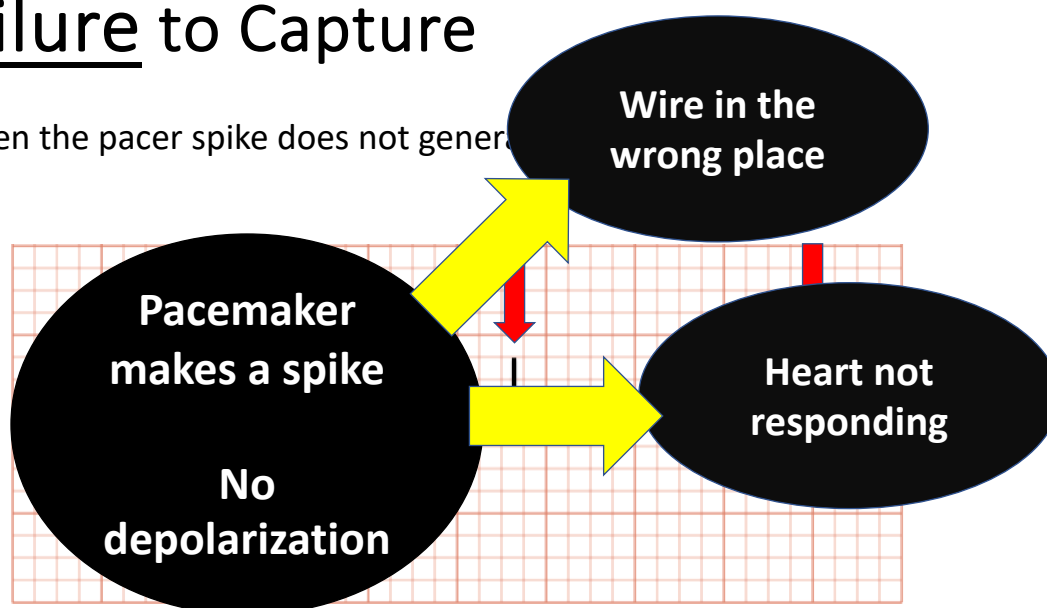 ilure to Capture
en the pacer spike does not genera
Wire in the
wrong place
Pacemaker
makes a spike
No
depolarization
Heart not
responding